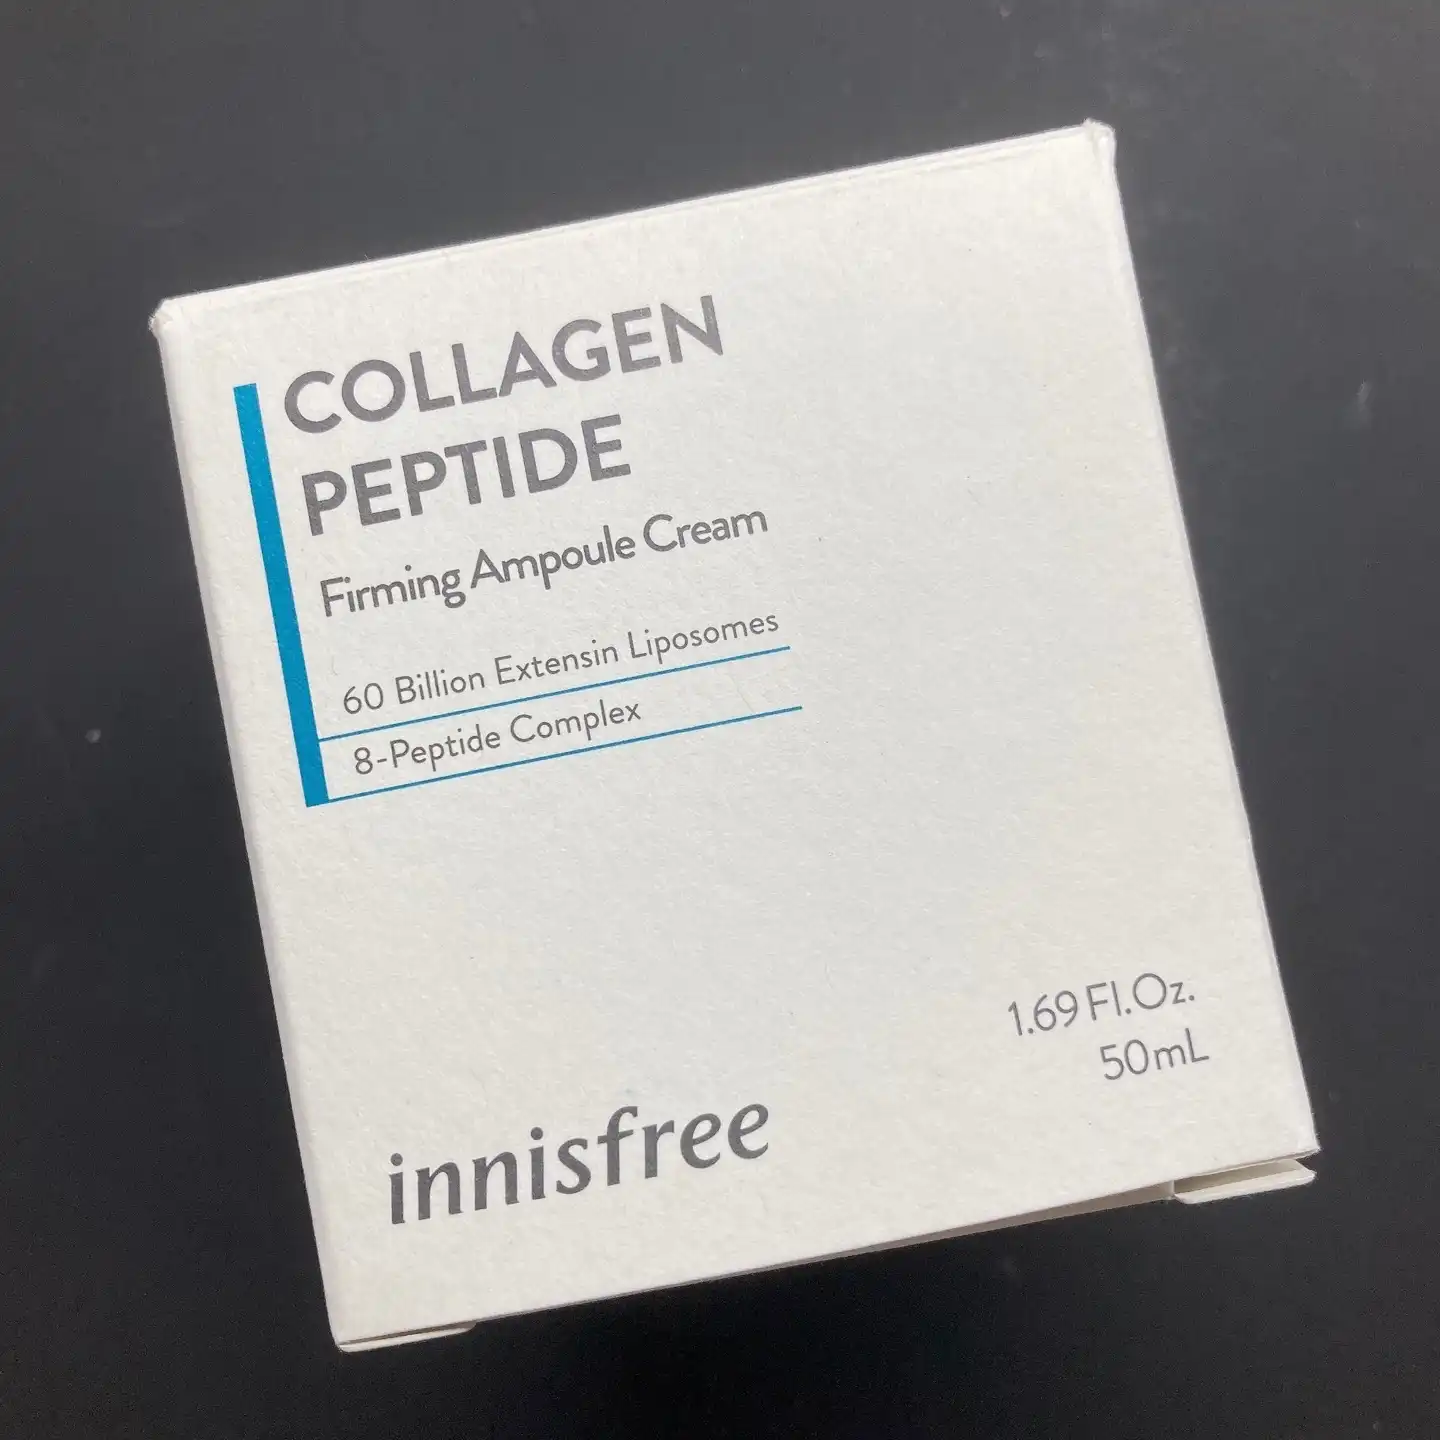 COLLAGEN
PEPTIDE
Firming Ampoule Cream
60 Billion Extensin Liposomes
8-Peptide Complex
1.69 Fl.Oz.
50mL
innisfree